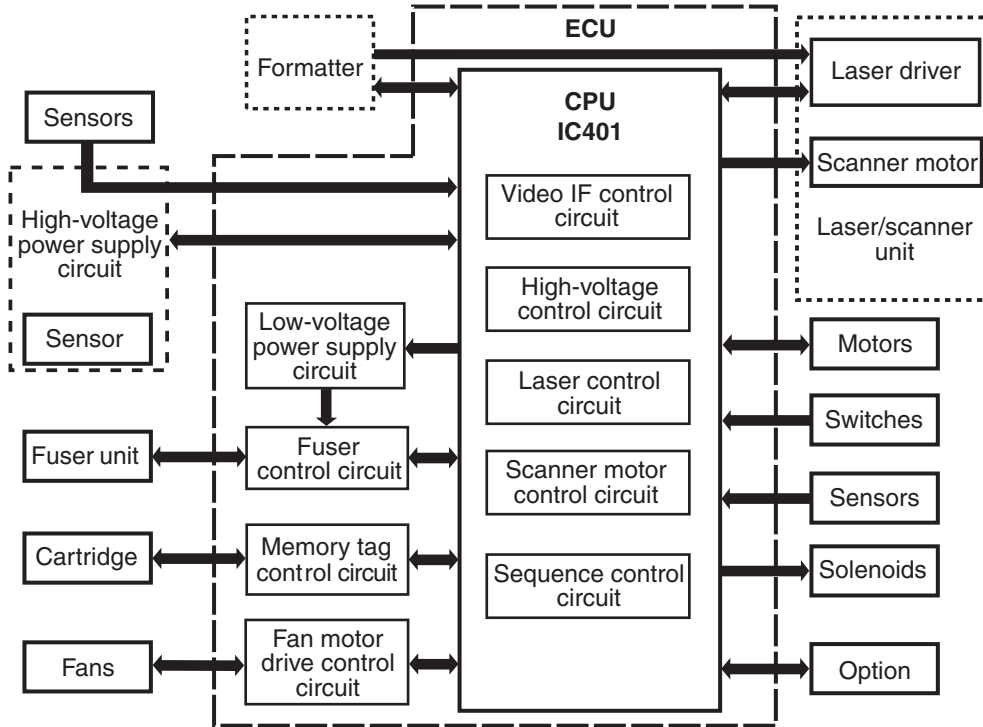 ECU
Formatter
Laser driver
CPU
IC401
Sensors
Scanner motor
Video IF control
circuit
High-voltage
power supply
circuit
Laser/scanner
unit
High-voltage
control circuit
Sensor
Low-voltage
power supply
circuit
Motors
Laser control
circuit
Switches
Fuser unit
Fuser
control circuit
Scanner motor
control circuit
Sensors
Cartridge
Memory tag
control circuit
Sequence control
circuit
Solenoids
Fans
Fan motor
drive control
circuit
Option